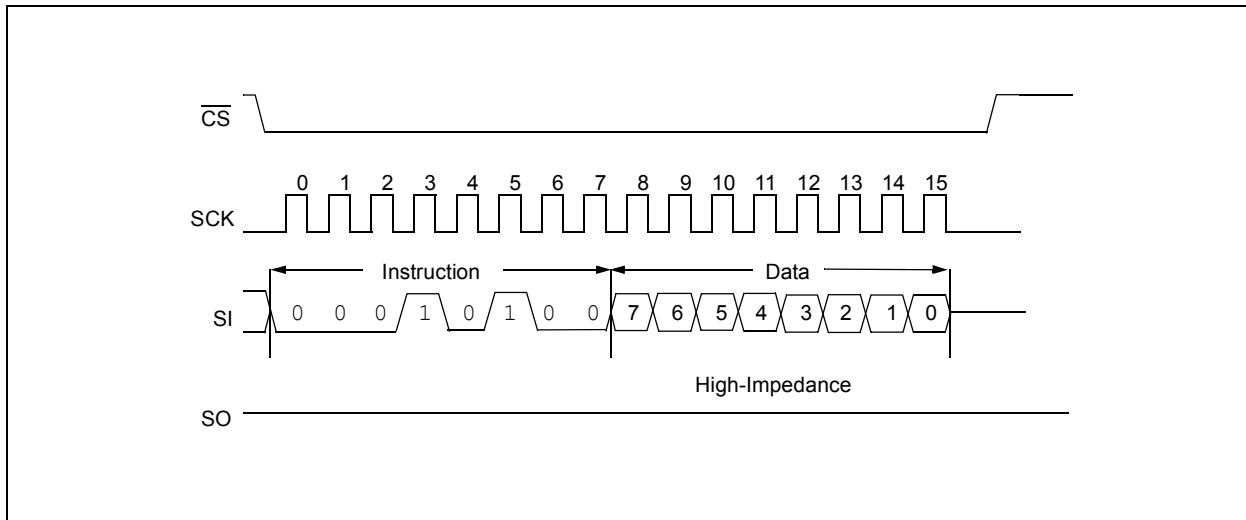 CS
0 1 2 3 4 5 6 7 8 9 10 11 12 13 14 15
SCK
Instruction Data
SI 0 0 0 1 0 1 0 0 7 6 5 4 3 2 1 0
High-Impedance
SO